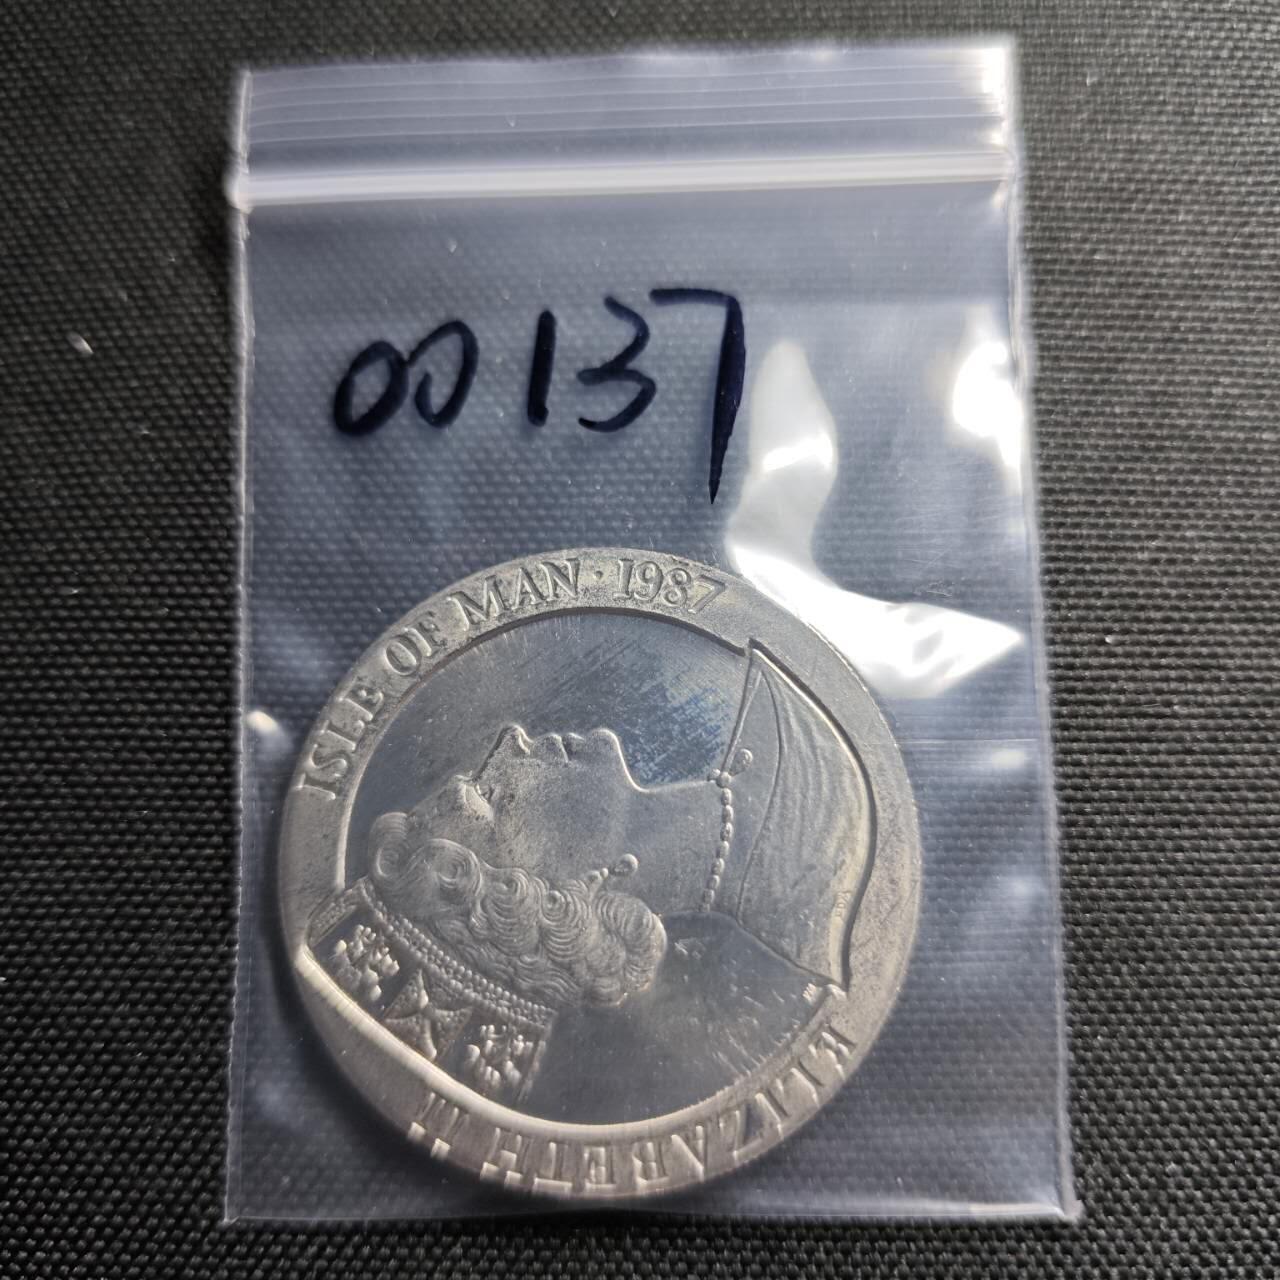 00137
ISLE OF MAN · 1987
ELIZABETH II